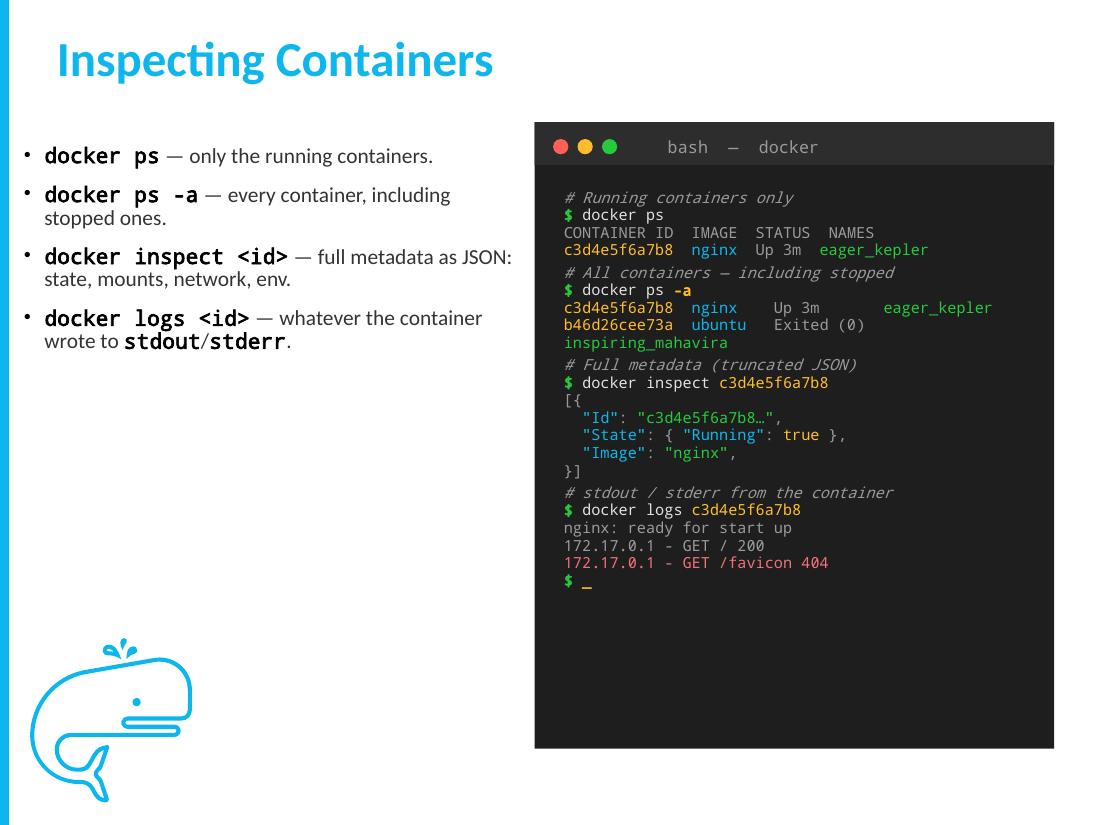 Inspecting Containers
• docker ps — only the running containers.
• docker ps -a — every container, including
stopped ones.
• docker inspect <id> — full metadata as JSON:
state, mounts, network, env.
• docker logs <id> — whatever the container
wrote to stdout/stderr.
bash — docker
# Running containers only
$ docker ps
CONTAINER ID  IMAGE  STATUS  NAMES
c3d4e5f6a7b8  nginx  Up 3m  eager_kepler
# All containers — including stopped
$ docker ps -a
c3d4e5f6a7b8  nginx    Up 3m       eager_kepler
b46d26cee73a  ubuntu   Exited (0)
inspiring_mahavira
# Full metadata (truncated JSON)
$ docker inspect c3d4e5f6a7b8
[{
  "Id": "c3d4e5f6a7b8…",
  "State": { "Running": true },
  "Image": "nginx",
}]
# stdout / stderr from the container
$ docker logs c3d4e5f6a7b8
nginx: ready for start up
172.17.0.1 - GET / 200
172.17.0.1 - GET /favicon 404
$ _